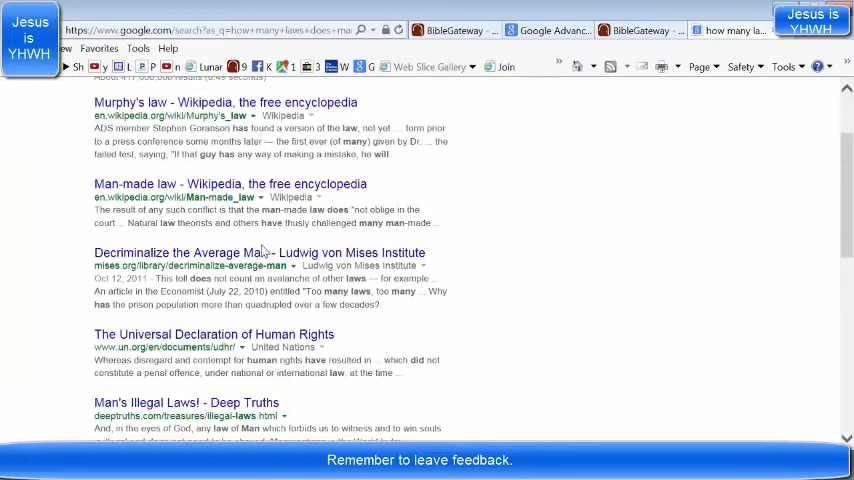 Jesus is YHWH
https://www.google.com/search?as_q=how+many+laws+does+ma
BibleGateway -
Google Advanc
BibleGateway -
how many la...
Jesus is YHWH
Favorites Tools Help
Sh y L P n Lunar 9 K 3 W G Web Slice Gallery Join Page Safety Tools
Murphy's law - Wikipedia, the free encyclopedia
en.wikipedia.org/wiki/Murphy's_law Wikipedia
ADS member Stephen Goranson has found a version of the law, not yet ... form prior
to a press conference some months later — the first ever (of many) given by Dr. ... the
failed test, saying, "If that guy has any way of making a mistake, he will
Man-made law - Wikipedia, the free encyclopedia
en.wikipedia.org/wiki/Man-made_law Wikipedia
The result of any such conflict is that the man-made law does "not oblige in the
court ... Natural law theorists and others have thusly challenged many man-made...
Decriminalize the Average Man - Ludwig von Mises Institute
mises.org/library/decriminalize-average-man Ludwig von Mises Institute
Oct 12, 2011 - This toll does not count an avalanche of other laws — for example ...
An article in the Economist (July 22, 2010) entitled "Too many laws, too many ... Why
has the prison population more than quadrupled over a few decades?
The Universal Declaration of Human Rights
www.un.org/en/documents/udhr/ United Nations
Whereas disregard and contempt for human rights have resulted in ... which did not
constitute a penal offence, under national or international law, at the time ...
Man's Illegal Laws! - Deep Truths
deeptruths.com/treasures/illegal-laws.html
And, in the eyes of God, any law of Man which forbids us to witness and to win souls
Remember to leave feedback.